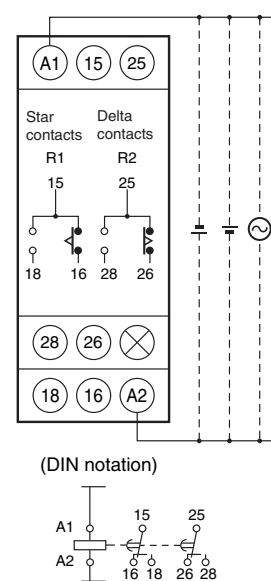 A1 15 25
Star Delta
contacts contacts
R1 R2
15 25
18 16 28 26
28 26
18 16 A2
(DIN notation)
15 25
A1
A2
16 18 26 28